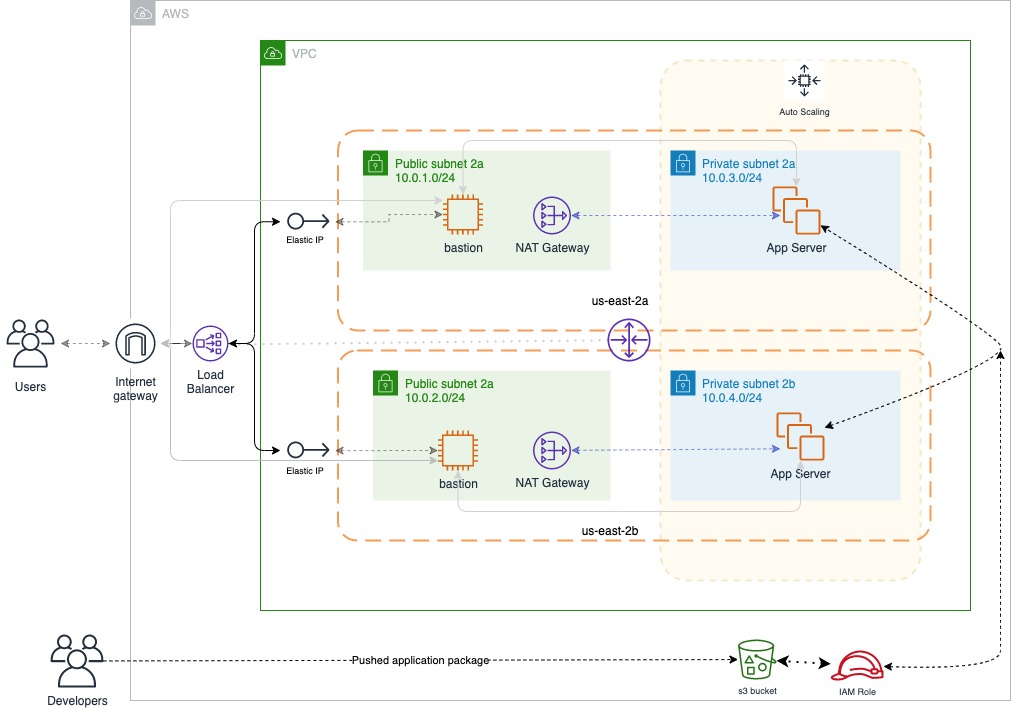 AWS
VPC
Auto Scaling
Public subnet 2a
10.0.1.0/24
Private subnet 2a
10.0.3.0/24
Elastic IP
bastion
NAT Gateway
App Server
us-east-2a
Users
Internet
gateway
Load
Balancer
Public subnet 2a
10.0.2.0/24
Private subnet 2b
10.0.4.0/24
Elastic IP
bastion
NAT Gateway
App Server
us-east-2b
Pushed application package
Developers
s3 bucket
IAM Role